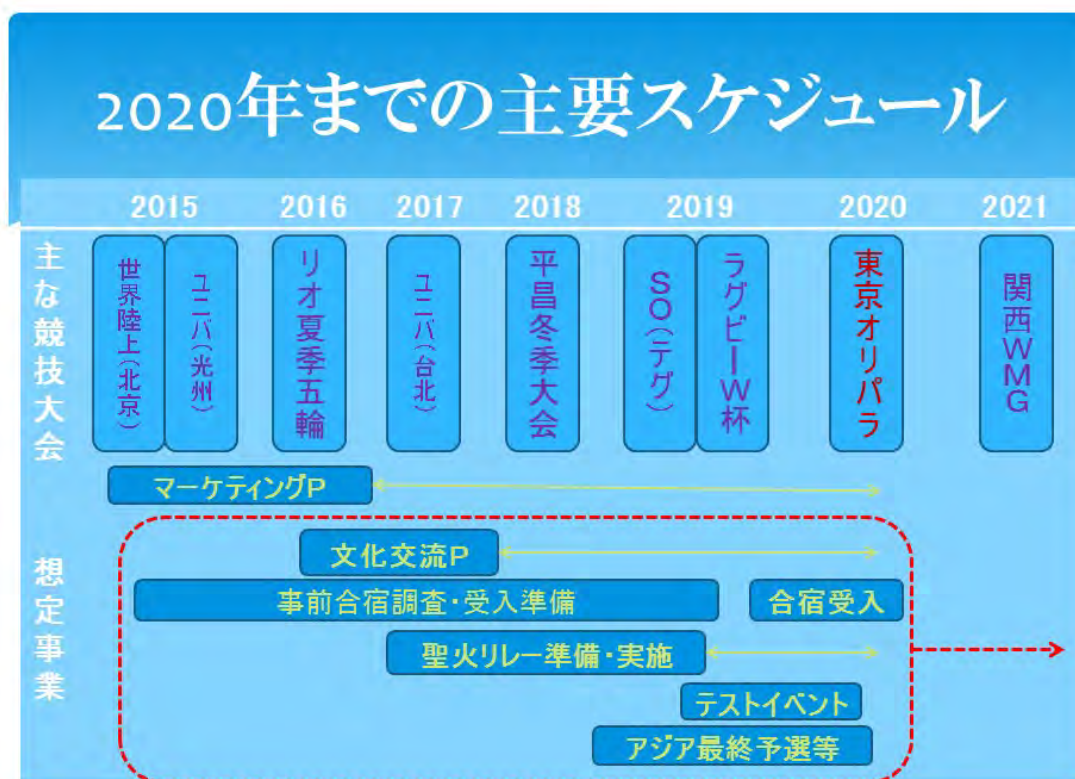 2020年までの主要スケジュール
2015 2016 2017 2018 2019 2020 2021
主な競技大会
世界陸上(北京)
ユニバ(光州)
リオ夏季五輪
ユニバ(台北)
平昌冬季大会
SO(テグ)
ラグビーW杯
東京オリパラ
関西WMG
想定事業
マーケティングP
文化交流P
事前合宿調査・受入準備
合宿受入
聖火リレー準備・実施
テストイベント
アジア最終予選等